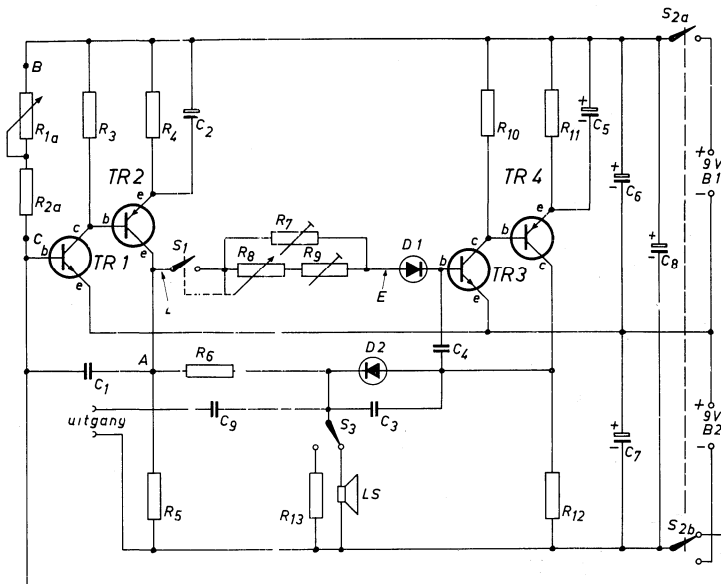 S2a
B
R1a
R3
R4
C2
R10
R11
+
-
C5
+
-
C6
+
-
C8
+
9V
B1
-
R2a
TR2
e
TR4
e
C
b
c
b
TR1
e
e
S1
R7
R8
R9
D1
E
b
c
b
TR3
e
c
L
A
C1
R6
D2
C4
uitgany
C9
C3
S3
+
-
C7
+
9V
B2
-
R5
R13
LS
R12
S2b